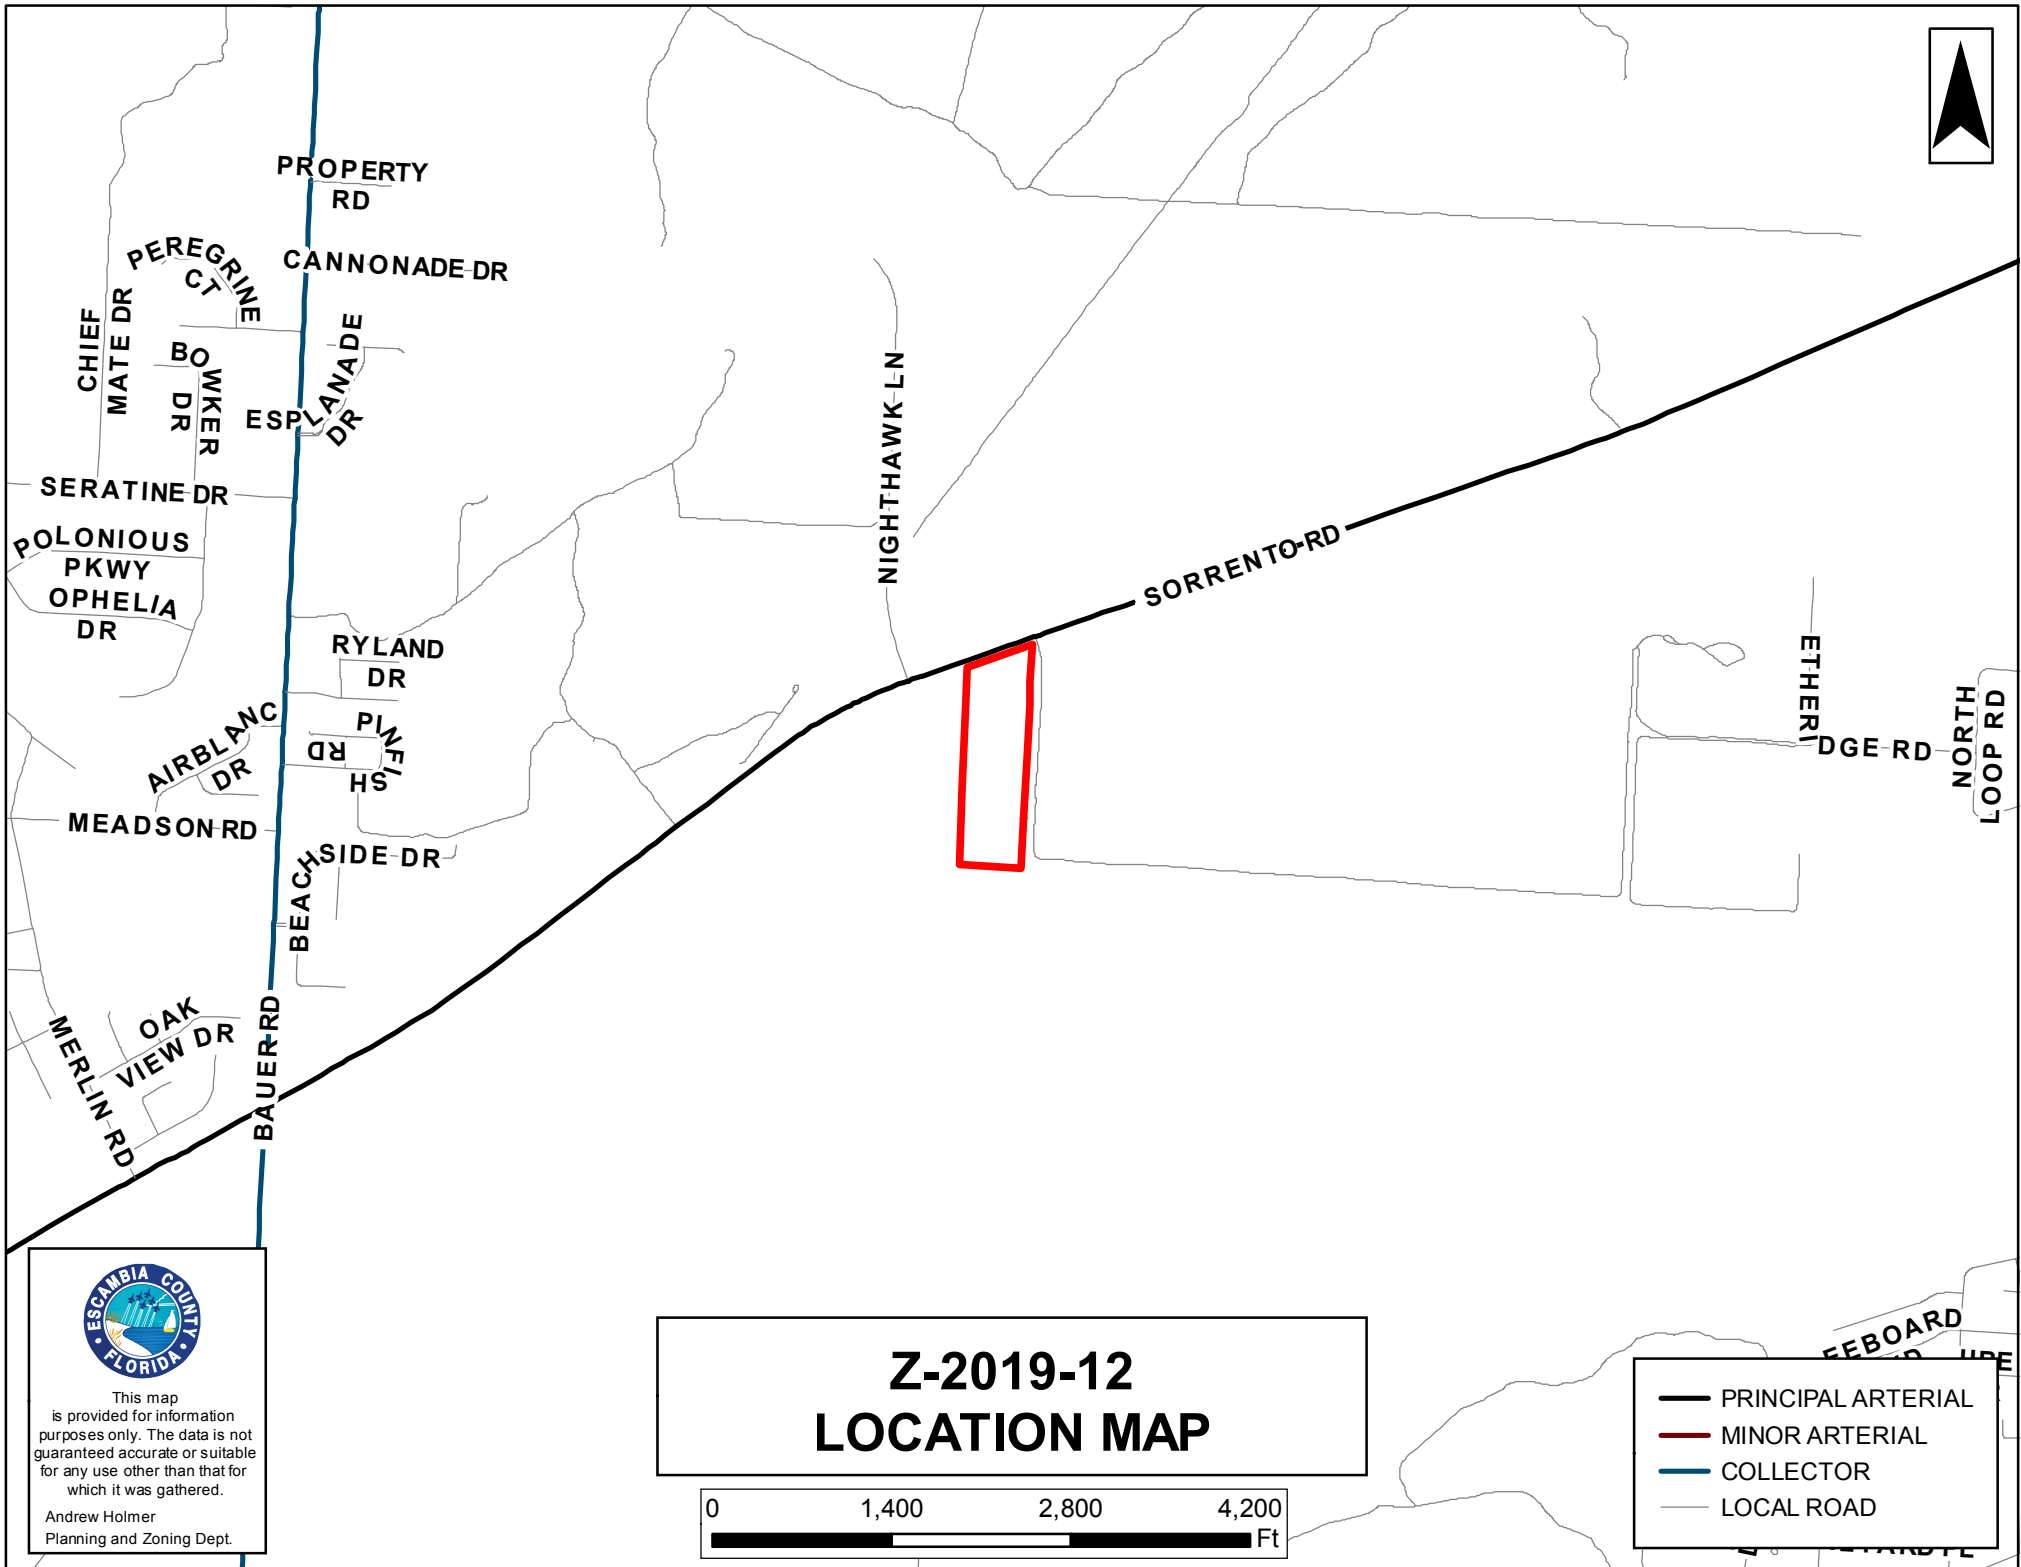 PROPERTY
RD
CANNONADE DR
PEREGRINE
CT
CHIEF
MATE DR
BOWKER
DR
ESPLANADE
DR
SERATINE DR
POLONIOUS
PKWY
OPHELIA
DR
NIGHTHAWK LN
SORRENTO RD
RYLAND
DR
PINFISH
RD
AIRBLANC
DR
MEADSON RD
BEACHSIDE DR
ETHERIDGE RD
NORTH
LOOP RD
OAK
VIEW DR
MERLIN RD
BAUER RD
ESCAMBIA COUNTY
FLORIDA
This map
is provided for information
purposes only. The data is not
guaranteed accurate or suitable
for any use other than that for
which it was gathered.
Andrew Holmer
Planning and Zoning Dept.
Z-2019-12
LOCATION MAP
0 1,400 2,800 4,200
Ft
EEBOARD
PRINCIPAL ARTERIAL
MINOR ARTERIAL
COLLECTOR
LOCAL ROAD